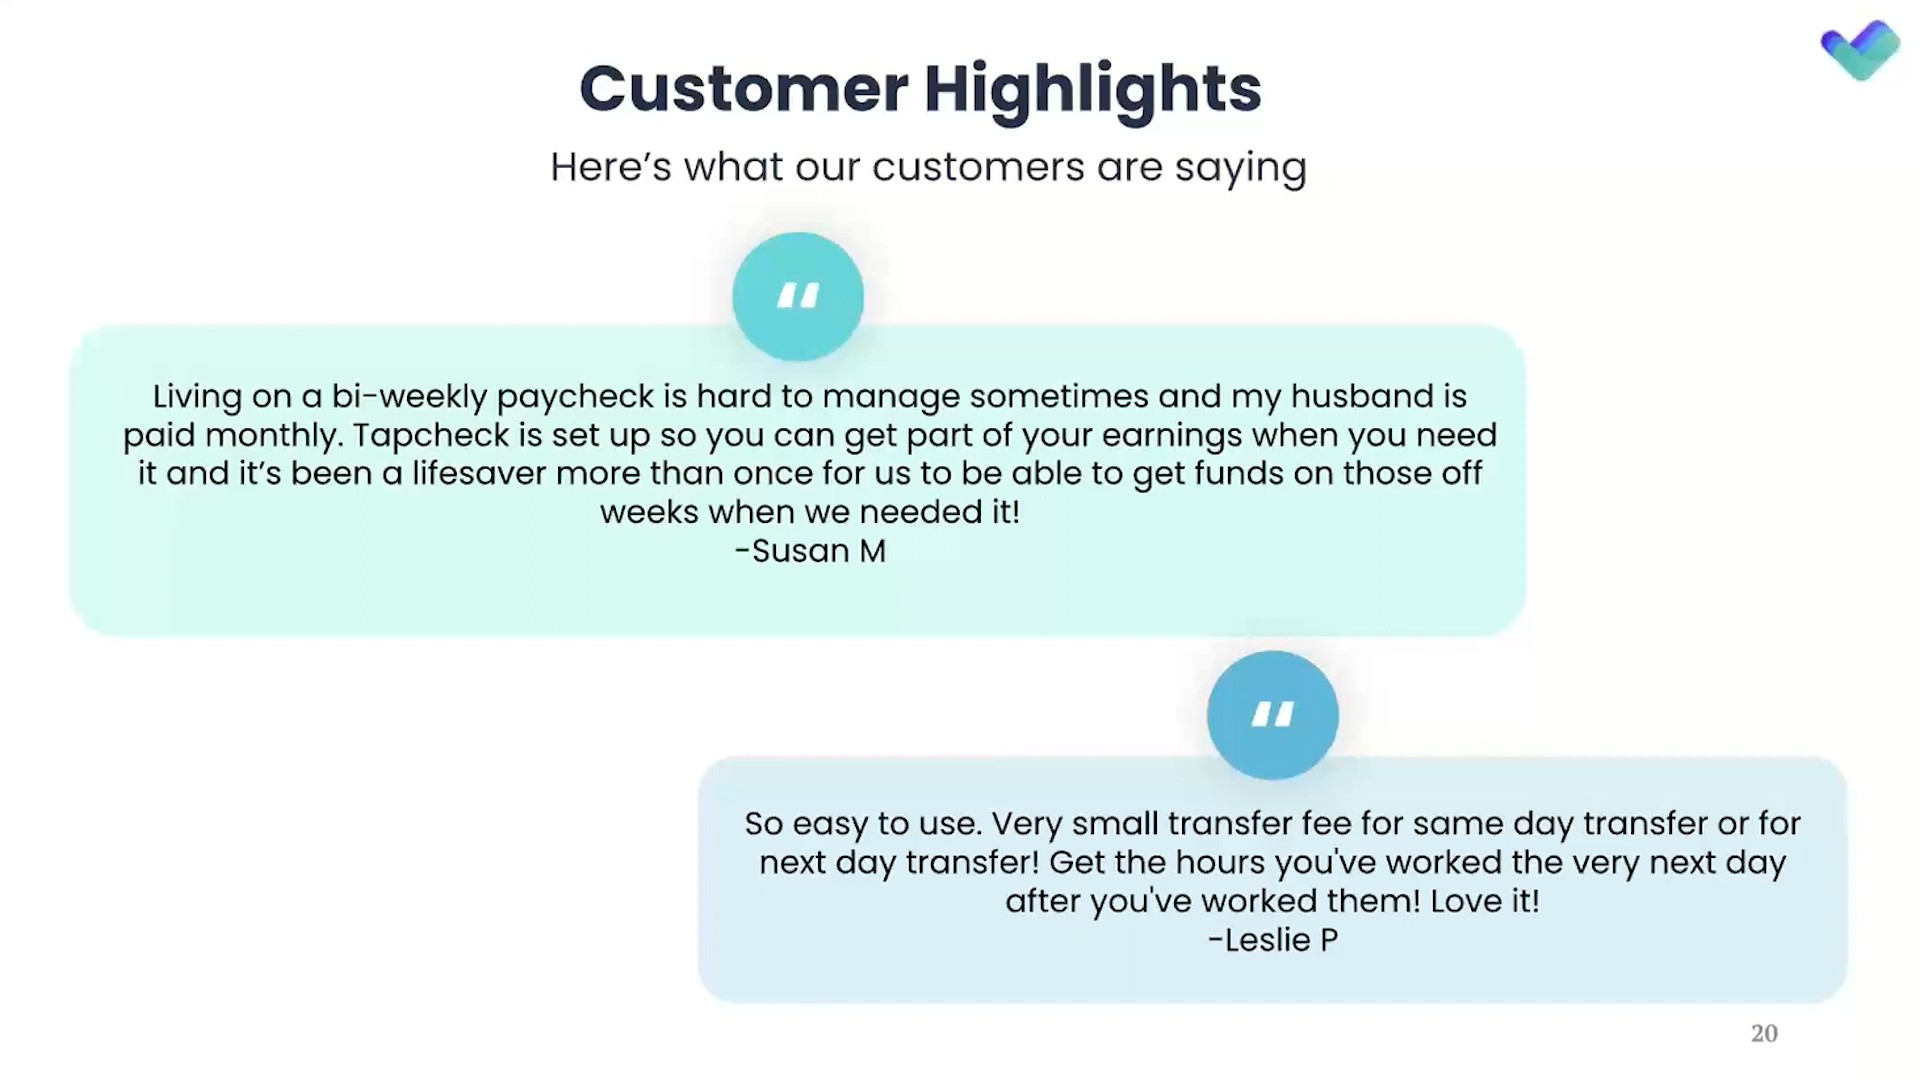 Customer Highlights
Here’s what our customers are saying
“
Living on a bi-weekly paycheck is hard to manage sometimes and my husband is
paid monthly. Tapcheck is set up so you can get part of your earnings when you need
it and it’s been a lifesaver more than once for us to be able to get funds on those off
weeks when we needed it!
-Susan M
“
So easy to use. Very small transfer fee for same day transfer or for
next day transfer! Get the hours you've worked the very next day
after you've worked them! Love it!
-Leslie P
20